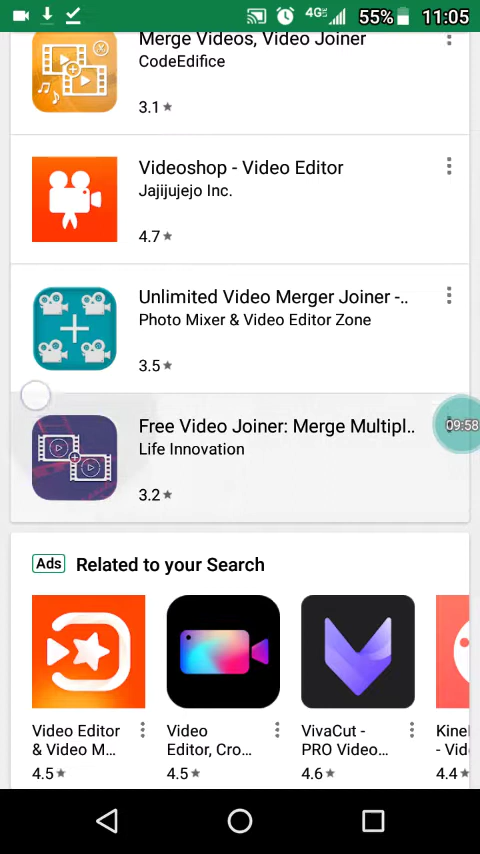 4G 55% 11:05
Merge Videos, Video Joiner
CodeEdifice
3.1★
Videoshop - Video Editor
Jajijujejo Inc.
4.7★
Unlimited Video Merger Joiner -..
Photo Mixer & Video Editor Zone
3.5★
Free Video Joiner: Merge Multipl..
09:58
Life Innovation
3.2★
Ads Related to your Search
Video Editor
& Video M...
4.5★
Video
Editor, Cro...
4.5★
VivaCut -
PRO Video...
4.6★
- Vid
4.4★